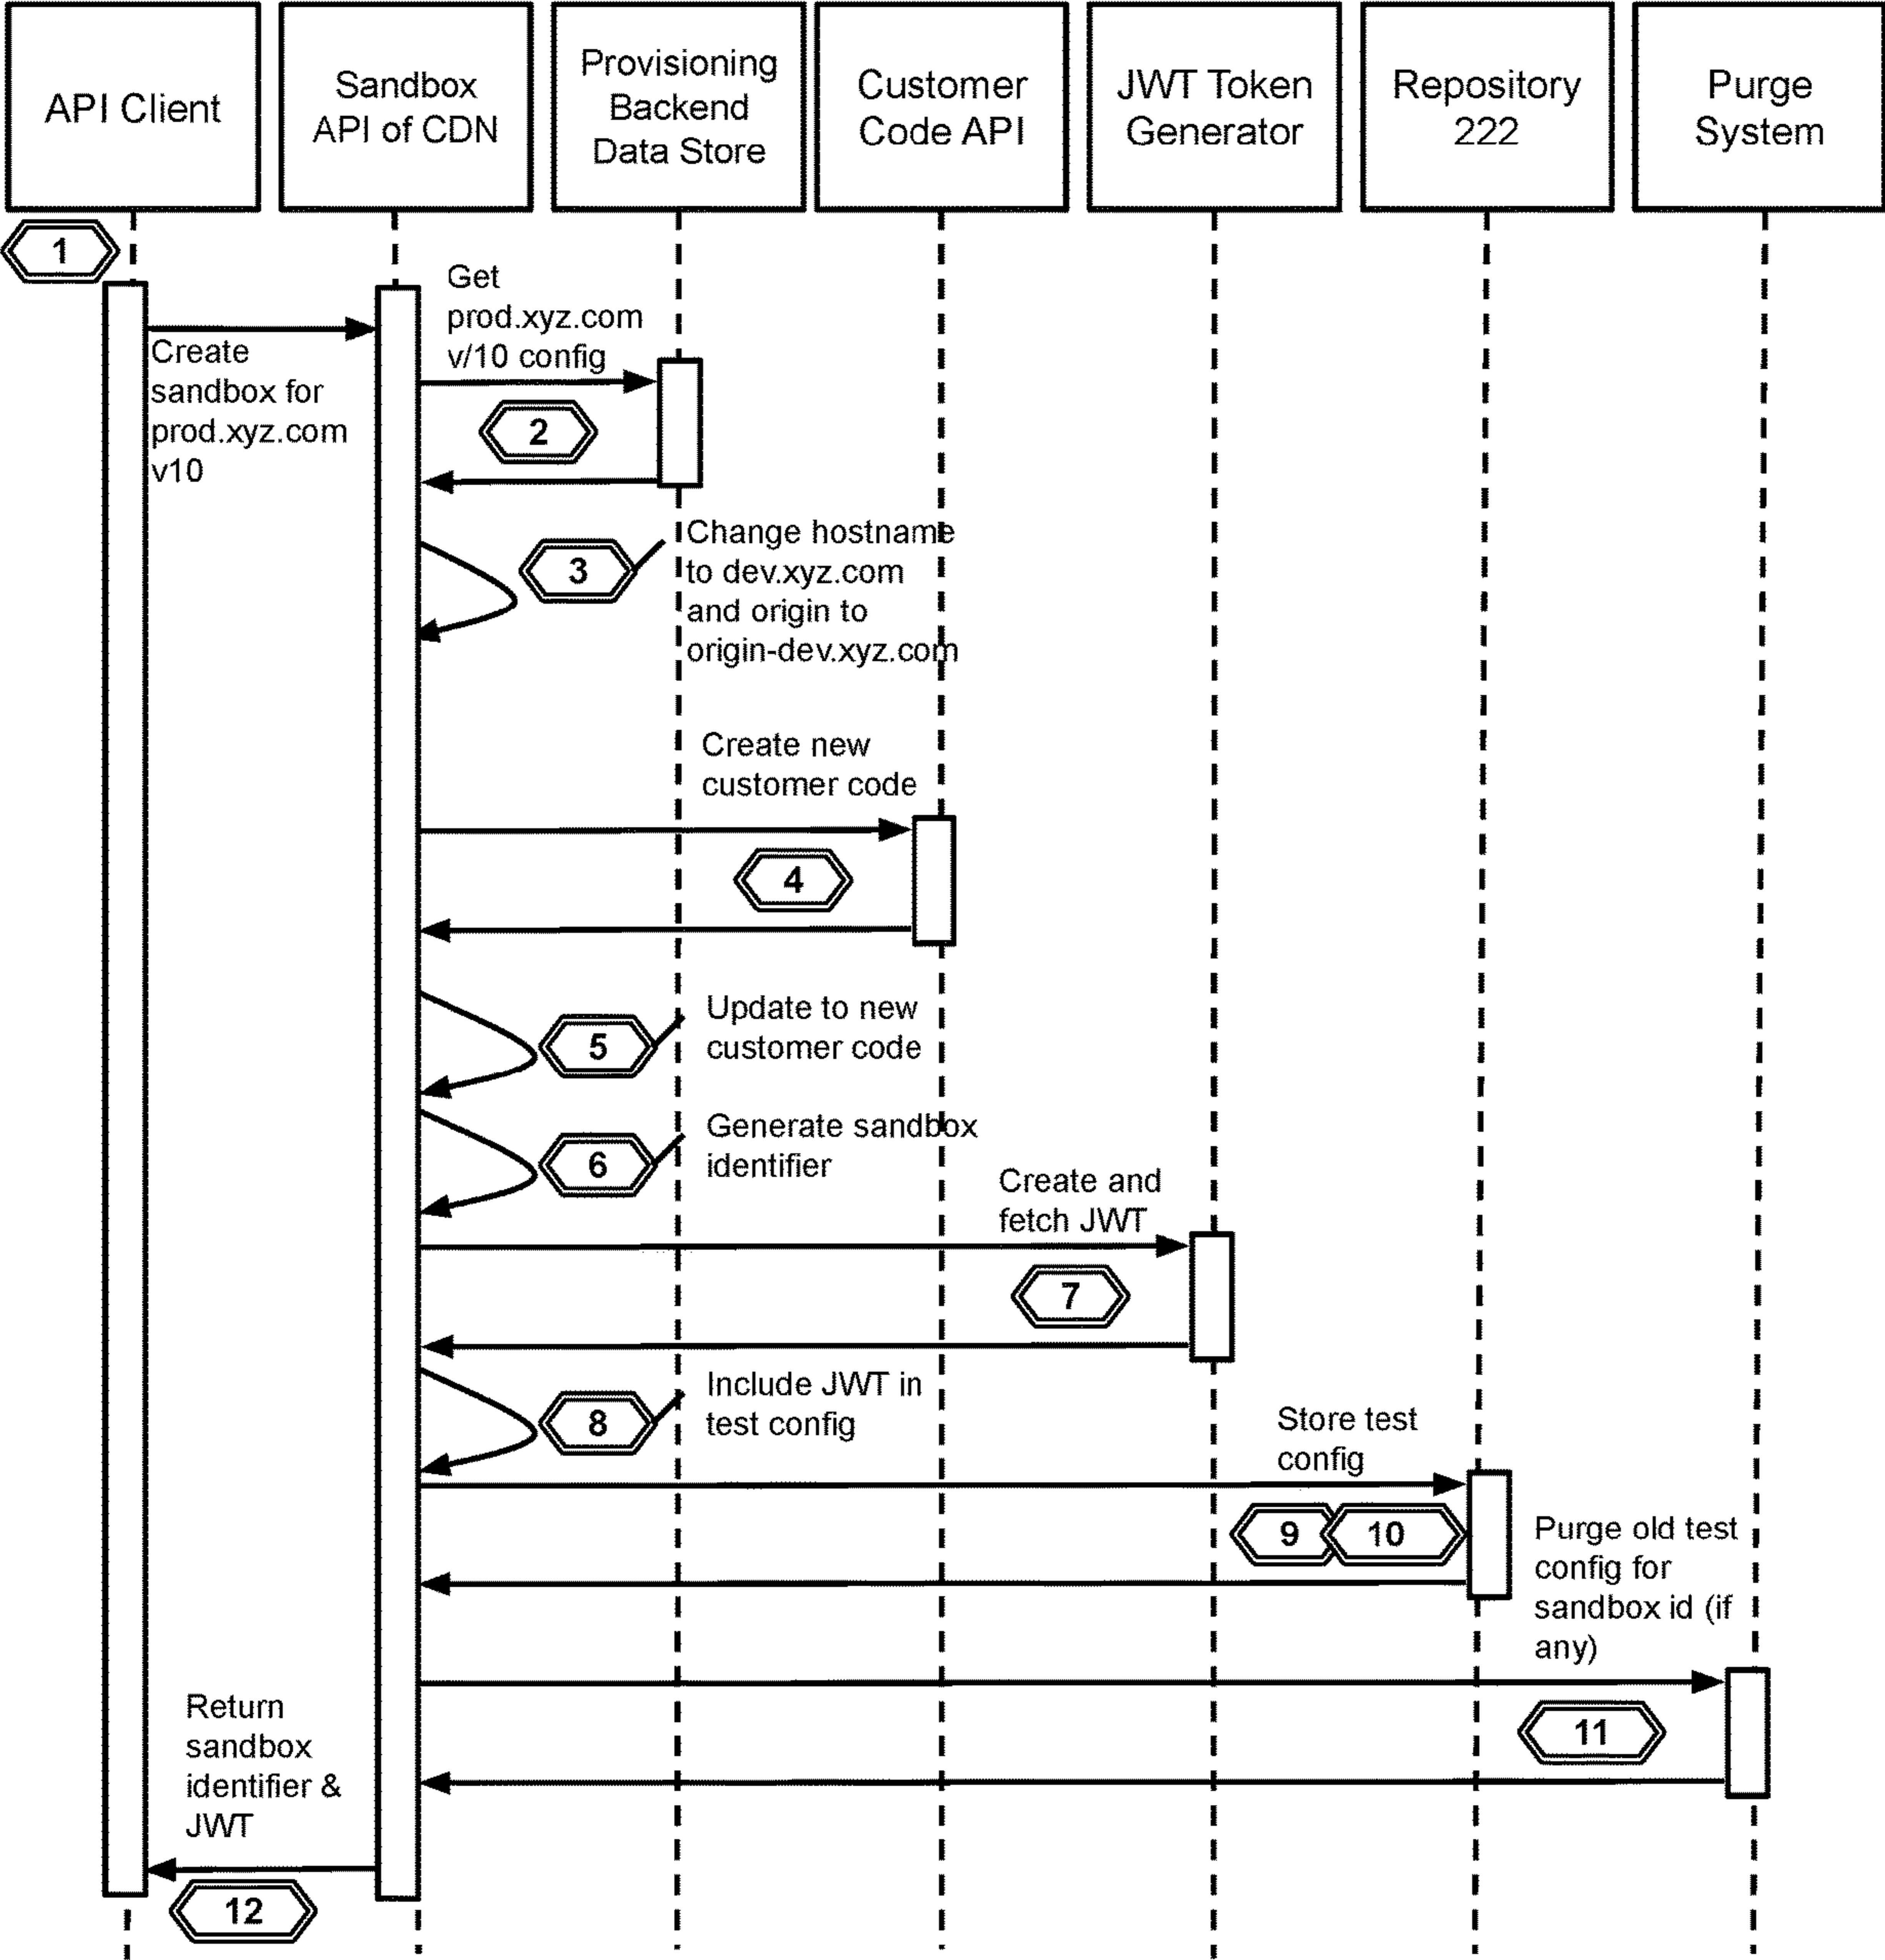 API Client
Sandbox
API of CDN
Provisioning
Backend
Data Store
Customer
Code API
JWT Token
Generator
Repository
222
Purge
System
1
Create
sandbox for
prod.xyz.com
v10
Get
prod.xyz.com
v/10 config
2
3
Change hostname
to dev.xyz.com
and origin to
origin-dev.xyz.com
Create new
customer code
4
5
Update to new
customer code
6
Generate sandbox
identifier
Create and
fetch JWT
7
8
Include JWT in
test config
Store test
config
9
10
Purge old test
config for
sandbox id (if
any)
11
Return
sandbox
identifier &
JWT
12